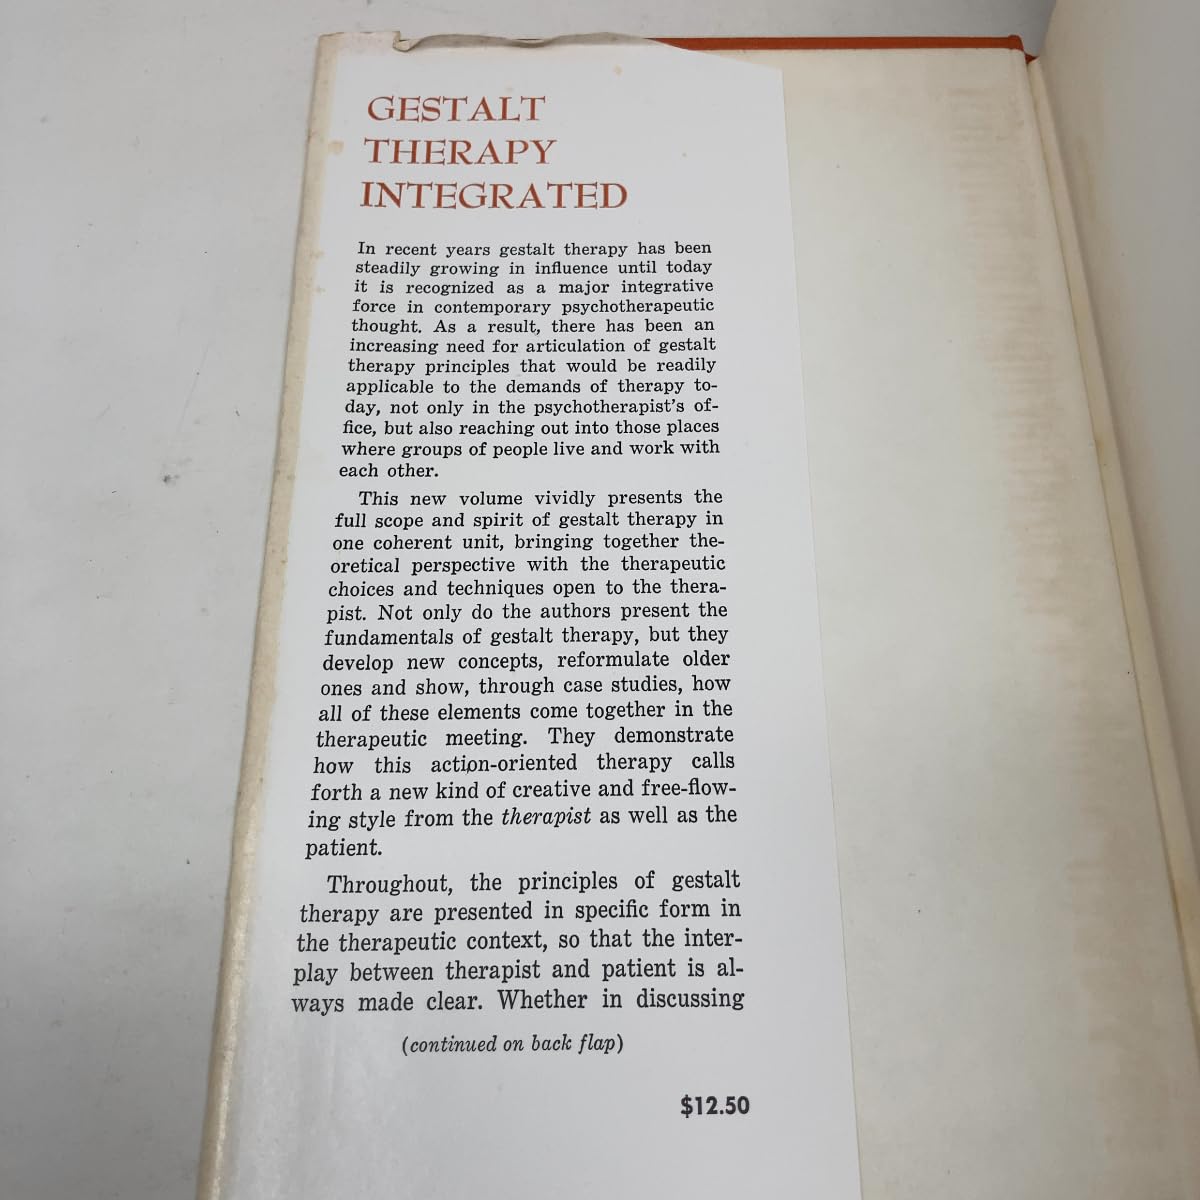 GESTALT
THERAPY
INTEGRATED
In recent years gestalt therapy has been
steadily growing in influence until today
it is recognized as a major integrative
force in contemporary psychotherapeutic
thought. As a result, there has been an
increasing need for articulation of gestalt
therapy principles that would be readily
applicable to the demands of therapy to-
day, not only in the psychotherapist's of-
fice, but also reaching out into those places
where groups of people live and work with
each other.
This new volume vividly presents the
full scope and spirit of gestalt therapy in
one coherent unit, bringing together the-
oretical perspective with the therapeutic
choices and techniques open to the thera-
pist. Not only do the authors present the
fundamentals of gestalt therapy, but they
develop new concepts, reformulate older
ones and show, through case studies, how
all of these elements come together in the
therapeutic meeting. They demonstrate
how this action-oriented therapy calls
forth a new kind of creative and free-flow-
ing style from the therapist as well as the
patient.
Throughout, the principles of gestalt
therapy are presented in specific form in
the therapeutic context, so that the inter-
play between therapist and patient is al-
ways made clear. Whether in discussing
(continued on back flap)
$12.50